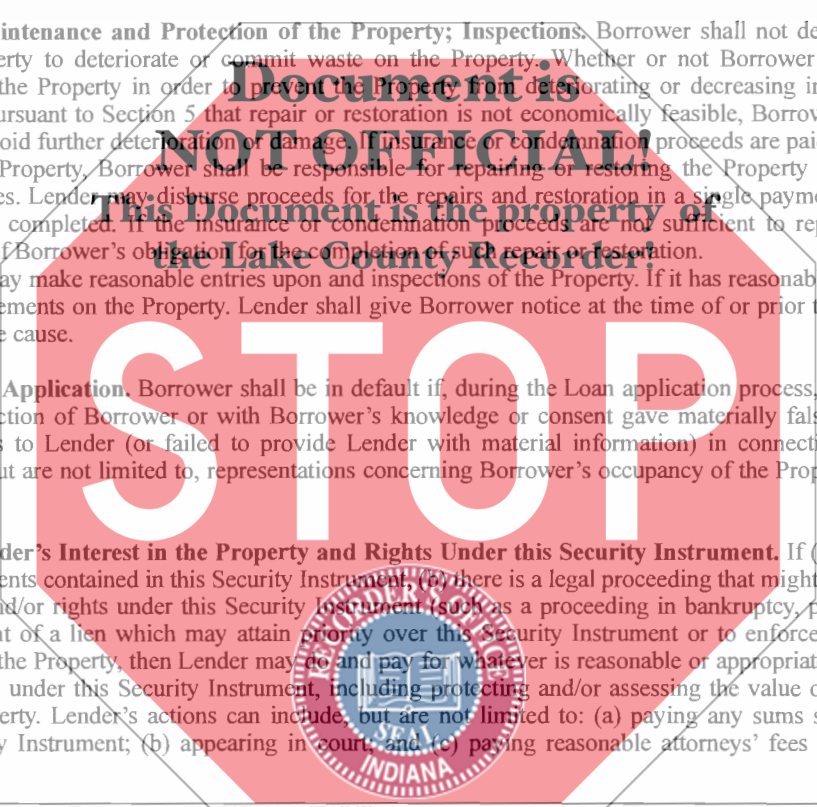 intenance and Protection of the Property; Inspections. Borrower shall not de
erty to deteriorate or commit waste on the Property. Whether or not Borrower
the Property in order to prevent the Property from deteriorating or decreasing in
Document is
ursuant to Section 5 that repair or restoration is not economically feasible, Borrow
oid further deterioration or damage. If insurance or condemnation proceeds are paid
NOT OFFICIAL!
Property, Borrower shall be responsible for repairing or restoring the Property
es. Lender may disburse proceeds for the repairs and restoration in a single payme
This Document is the property of
completed. If the insurance or condemnation proceeds are not sufficient to rep
f Borrower’s obligation for the completion of such repair or restoration.
the Lake County Recorder!
ay make reasonable entries upon and inspections of the Property. If it has reasonab
ements on the Property. Lender shall give Borrower notice at the time of or prior t
e cause.
STOP
Application. Borrower shall be in default if, during the Loan application process,
ction of Borrower or with Borrower’s knowledge or consent gave materially fals
s to Lender (or failed to provide Lender with material information) in connecti
ut are not limited to, representations concerning Borrower’s occupancy of the Prop
der’s Interest in the Property and Rights Under this Security Instrument. If (
ents contained in this Security Instrument, (b) there is a legal proceeding that might
nd/or rights under this Security Instrument (such as a proceeding in bankruptcy, p
nt of a lien which may attain priority over this Security Instrument or to enforce
the Property, then Lender may do and pay for whatever is reasonable or appropriat
under this Security Instrument, including protecting and/or assessing the value o
erty. Lender’s actions can include, but are not limited to: (a) paying any sums s
y Instrument; (b) appearing in court; and (c) paying reasonable attorneys’ fees
RECORDER'S OFFICE
SEAL
INDIANA